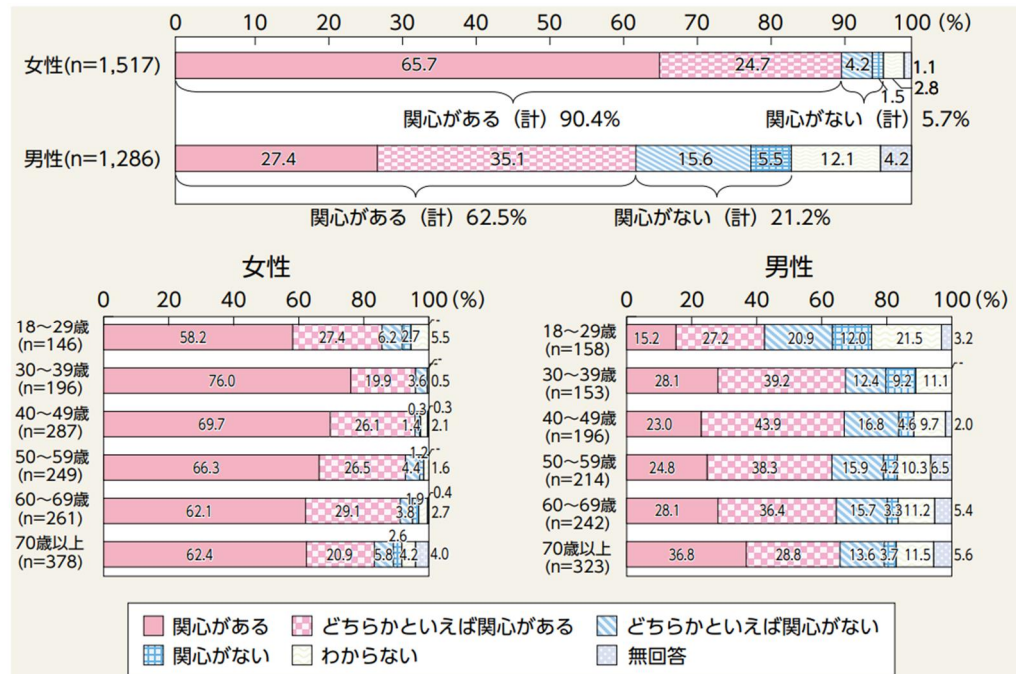 0 10 20 30 40 50 60 70 80 90 100 (%)
女性(n=1,517) 65.7 24.7 4.2 1.1
1.5 2.8
関心がある（計）90.4% 関心がない（計）5.7%
男性(n=1,286) 27.4 35.1 15.6 5.5 12.1 4.2
関心がある（計）62.5% 関心がない（計）21.2%
女性
0 20 40 60 80 100(%)
18～29歳
(n=146) 58.2 27.4 6.2 2.7 5.5
30～39歳
(n=196) 76.0 19.9 3.6 0.5
40～49歳 0.3 0.3
(n=287) 69.7 26.1 1.4 2.1
50～59歳 1.2
(n=249) 66.3 26.5 4.4 1.6
60～69歳 1.9 0.4
(n=261) 62.1 29.1 3.8 2.7
70歳以上 2.6
(n=378) 62.4 20.9 5.8 4.2 4.0
男性
0 20 40 60 80 100(%)
18～29歳
(n=158) 15.2 27.2 20.9 12.0 21.5 3.2
30～39歳
(n=153) 28.1 39.2 12.4 9.2 11.1
40～49歳
(n=196) 23.0 43.9 16.8 4.6 9.7 2.0
50～59歳
(n=214) 24.8 38.3 15.9 4.2 10.3 6.5
60～69歳
(n=242) 28.1 36.4 15.7 3.3 11.2 5.4
70歳以上
(n=323) 36.8 28.8 13.6 3.7 11.5 5.6
関心がある どちらかといえば関心がある どちらかといえば関心がない
関心がない わからない 無回答